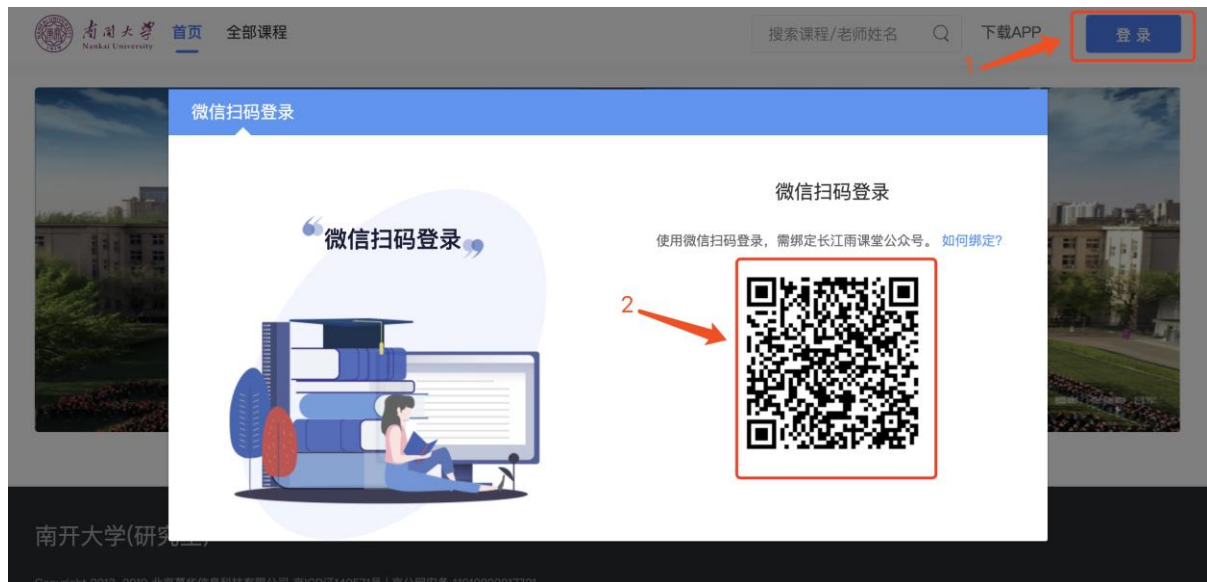 南开大学 首页 全部课程 搜索课程/老师姓名 下载APP 登 录
Nankai University
1
微信扫码登录
微信扫码登录
“微信扫码登录„
使用微信扫码登录，需绑定长江雨课堂公众号。 如何绑定?
2
南开大学(研究生)